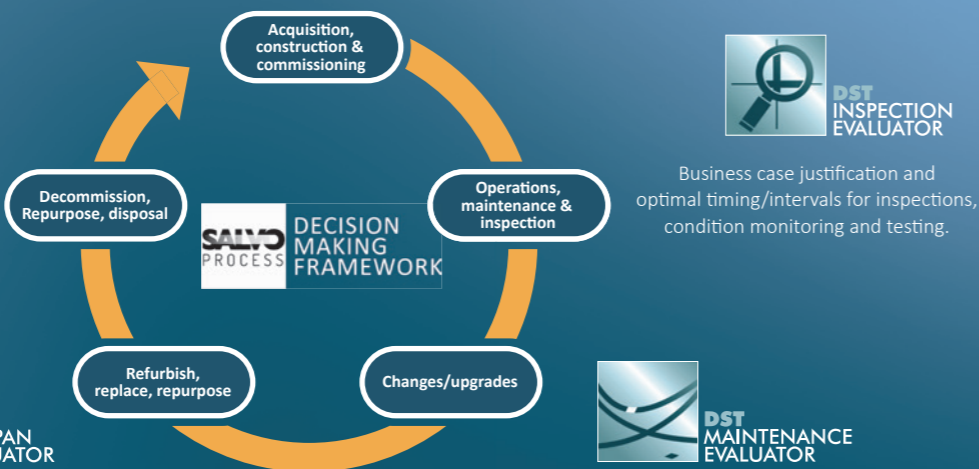 Acquisition,
construction &
commissioning
DST
INSPECTION
EVALUATOR
Business case justification and
optimal timing/intervals for inspections,
condition monitoring and testing.
Decommission,
Repurpose, disposal
Operations,
maintenance &
inspection
SALVO
PROCESS
DECISION
MAKING
FRAMEWORK
Refurbish,
replace, repurpose
Changes/upgrades
DST
MAINTENANCE
EVALUATOR
PAN
UATOR